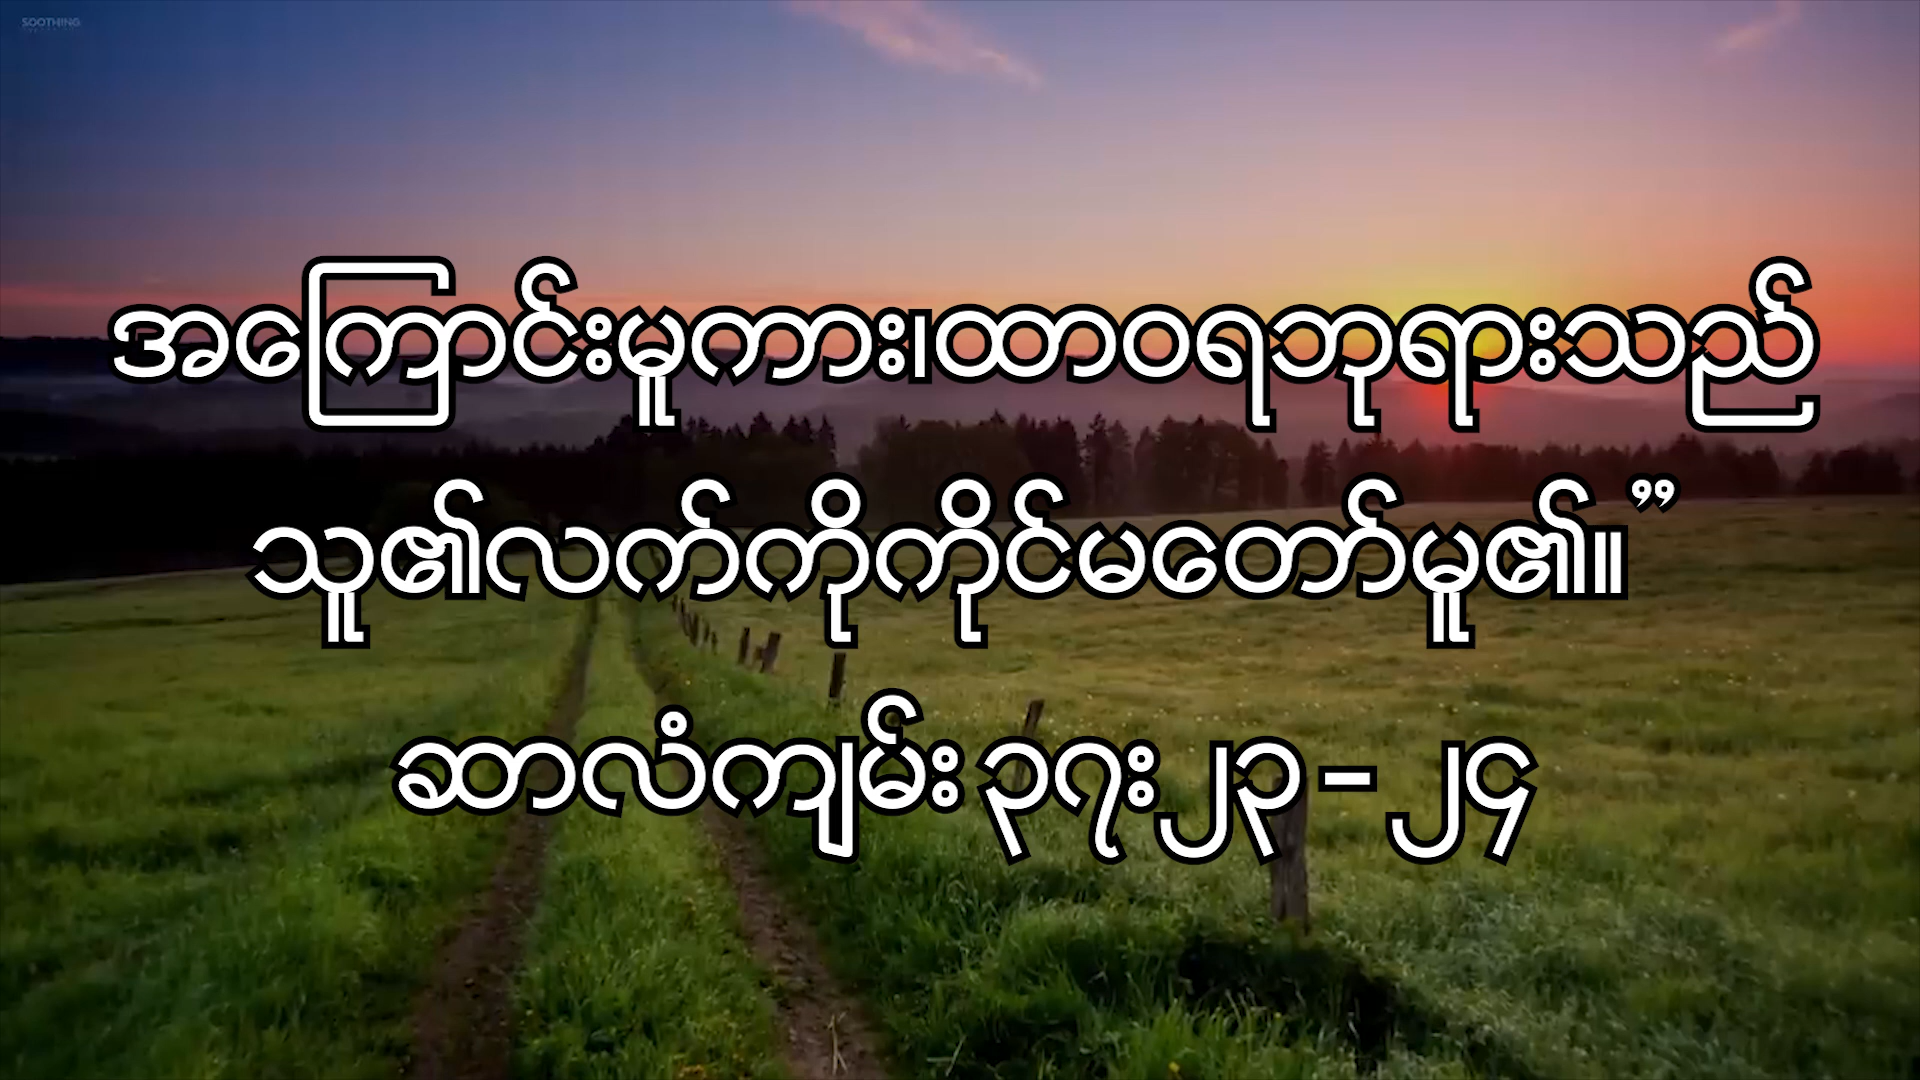 SOOTHING
အကြောင်းမူကား၊ထာဝရဘုရားသည်
သူ၏လက်ကိုကိုင်မတော်မူ၏။”
ဆာလံကျမ်း ၃၇း၂၃ – ၂၄